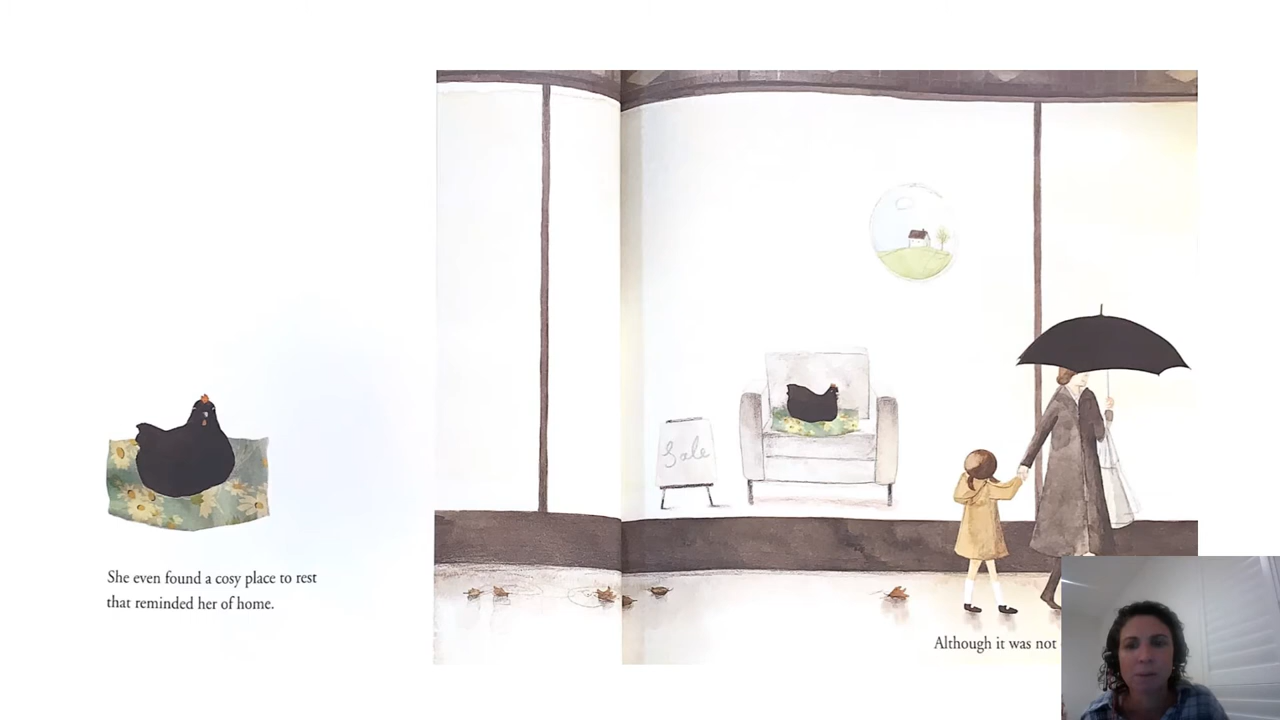 She even found a cosy place to rest
that reminded her of home.
Sale
Although it was not